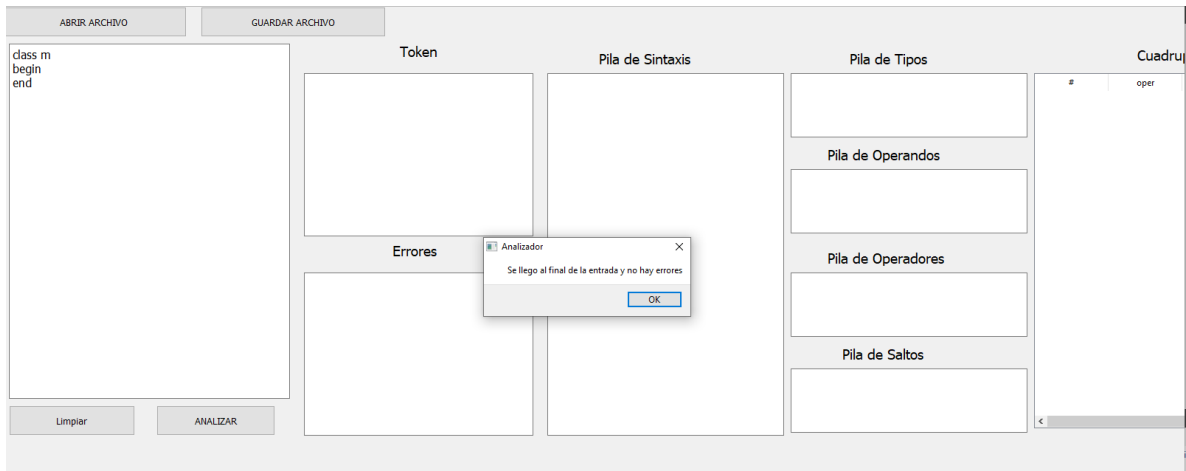 ABRIR ARCHIVO
GUARDAR ARCHIVO
class m
begin
end
Limpiar
ANALIZAR
Token
Errores
Pila de Sintaxis
Pila de Tipos
Pila de Operandos
Pila de Operadores
Pila de Saltos
Cuadrup
# oper
Analizador
Se llego al final de la entrada y no hay errores
OK